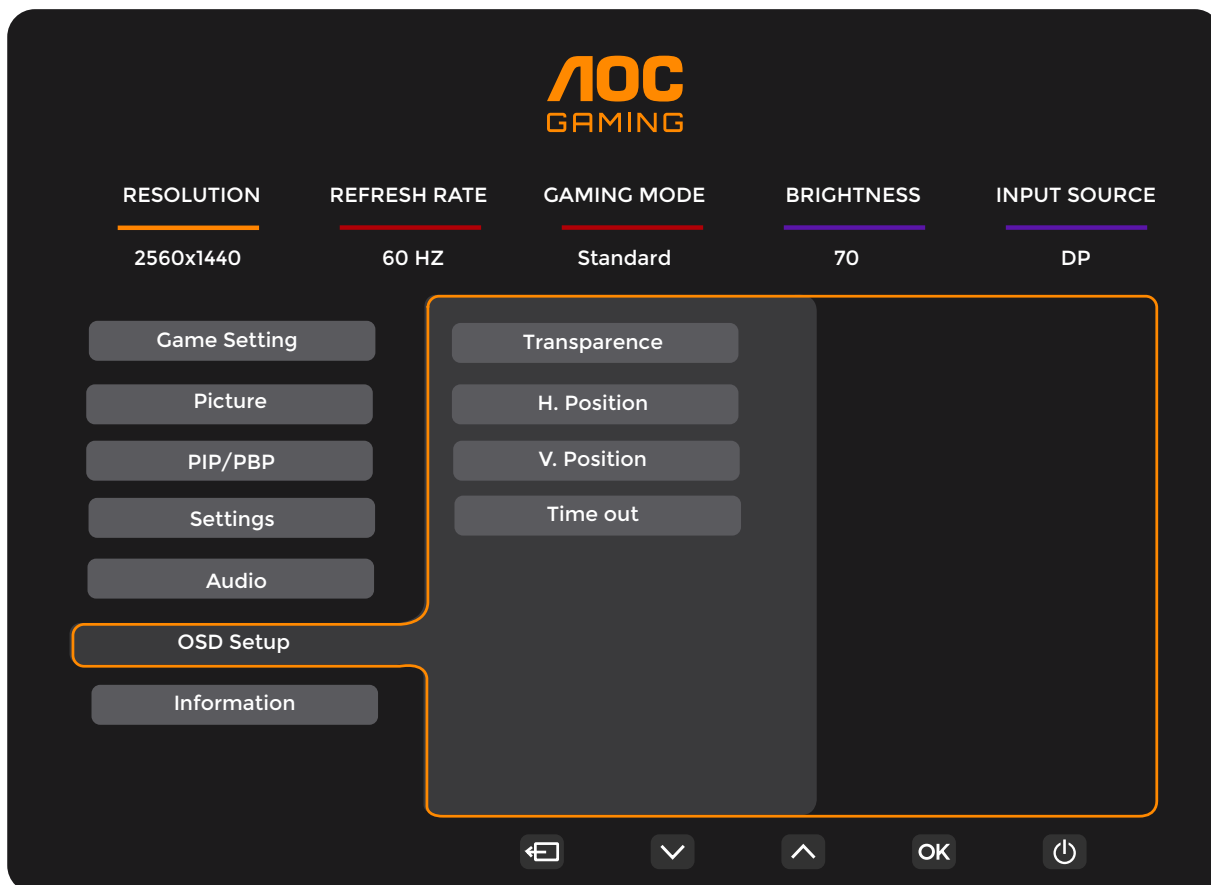 AOC
GAMING
RESOLUTION REFRESH RATE GAMING MODE BRIGHTNESS INPUT SOURCE
2560x1440 60 HZ Standard 70 DP
Game Setting
Picture
PIP/PBP
Settings
Audio
OSD Setup
Information
Transparence
H. Position
V. Position
Time out
OK